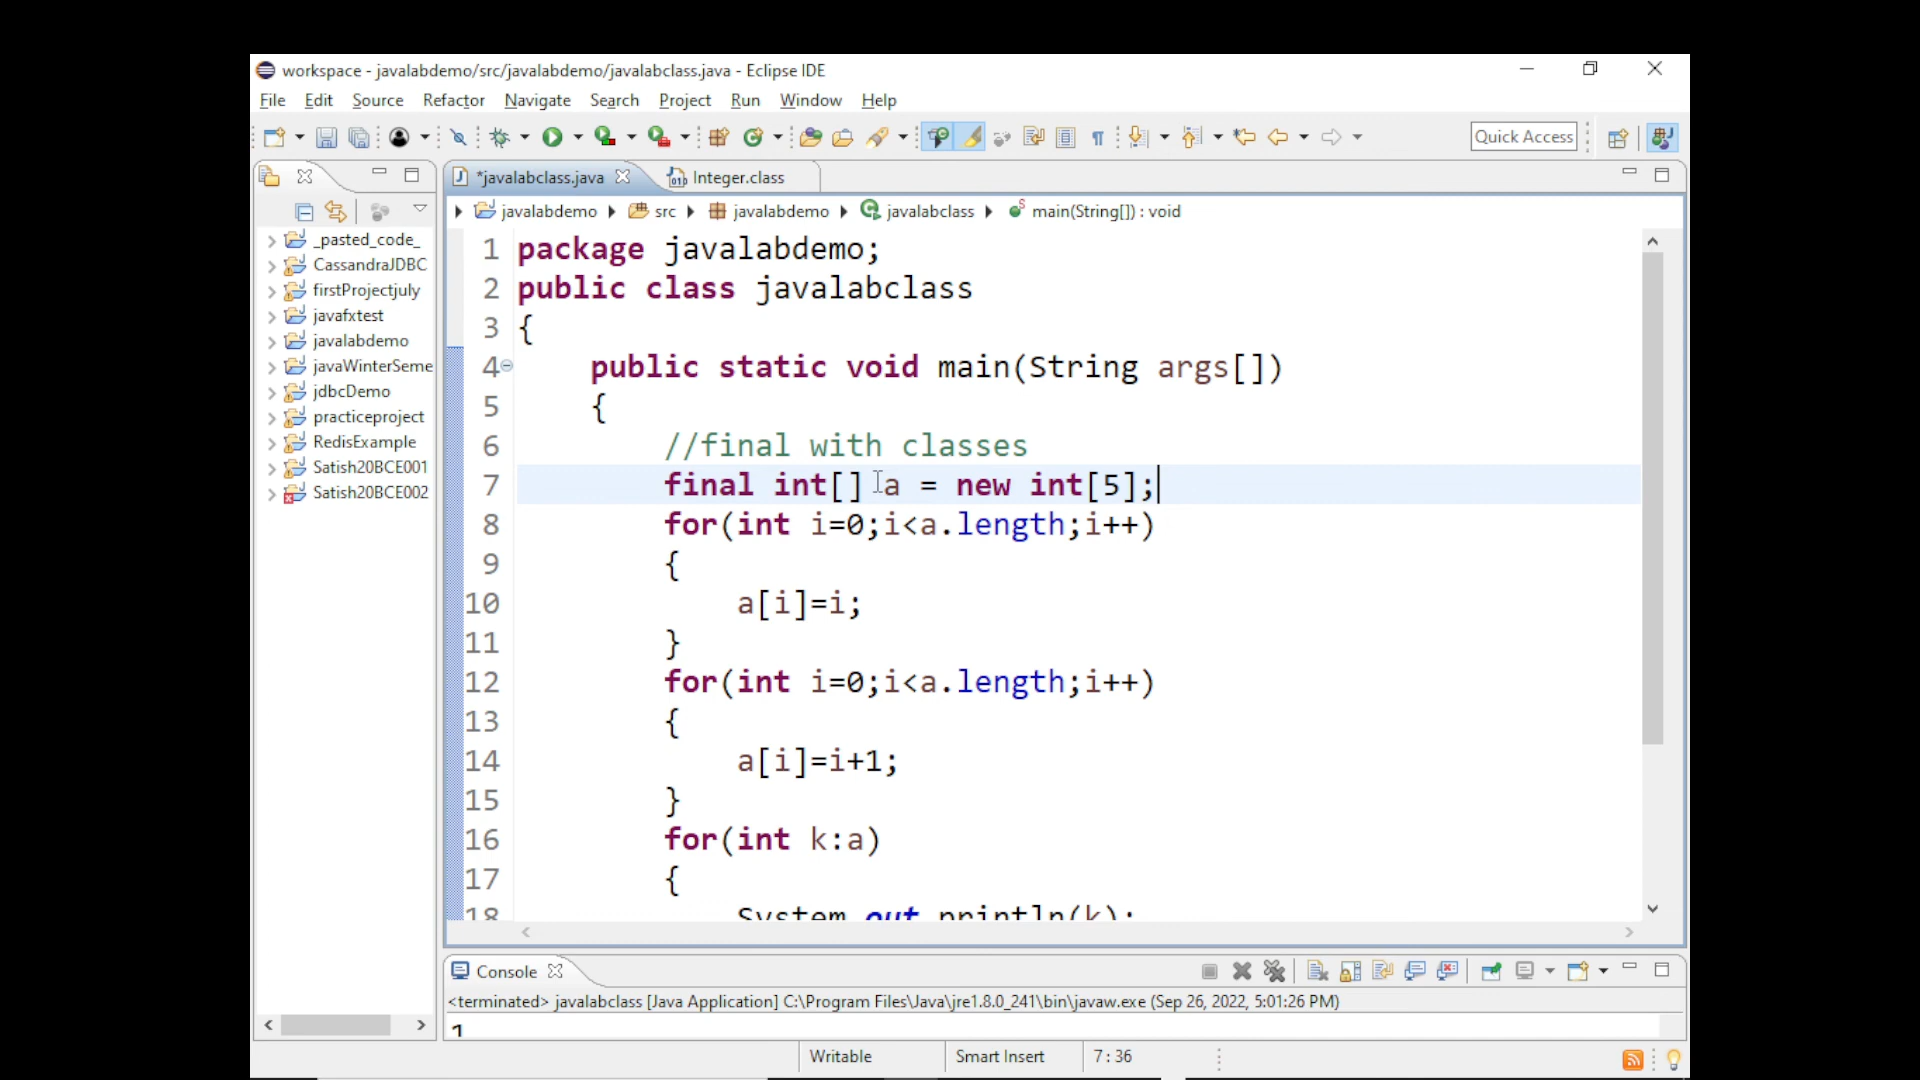 workspace - javalabdemo/src/javalabdemo/javalabclass.java - Eclipse IDE
File Edit Source Refactor Navigate Search Project Run Window Help
Quick Access
*javalabclass.java Integer.class
javalabdemo src javalabdemo javalabclass main(String[]) : void
_pasted_code_
CassandraJDBC
firstProjectjuly
javafxtest
javalabdemo
javaWinterSeme
jdbcDemo
practiceproject
RedisExample
Satish20BCE001
Satish20BCE002
1 package javalabdemo;
2 public class javalabclass
3 {
4 public static void main(String args[])
5 {
6 //final with classes
7 final int[] a = new int[5];
8 for(int i=0;i<a.length;i++)
9 {
10 a[i]=i;
11 }
12 for(int i=0;i<a.length;i++)
13 {
14 a[i]=i+1;
15 }
16 for(int k:a)
17 {
18 System.out.println(k);
Console
<terminated> javalabclass [Java Application] C:\Program Files\Java\jre1.8.0_241\bin\javaw.exe (Sep 26, 2022, 5:01:26 PM)
1
Writable Smart Insert 7 : 36